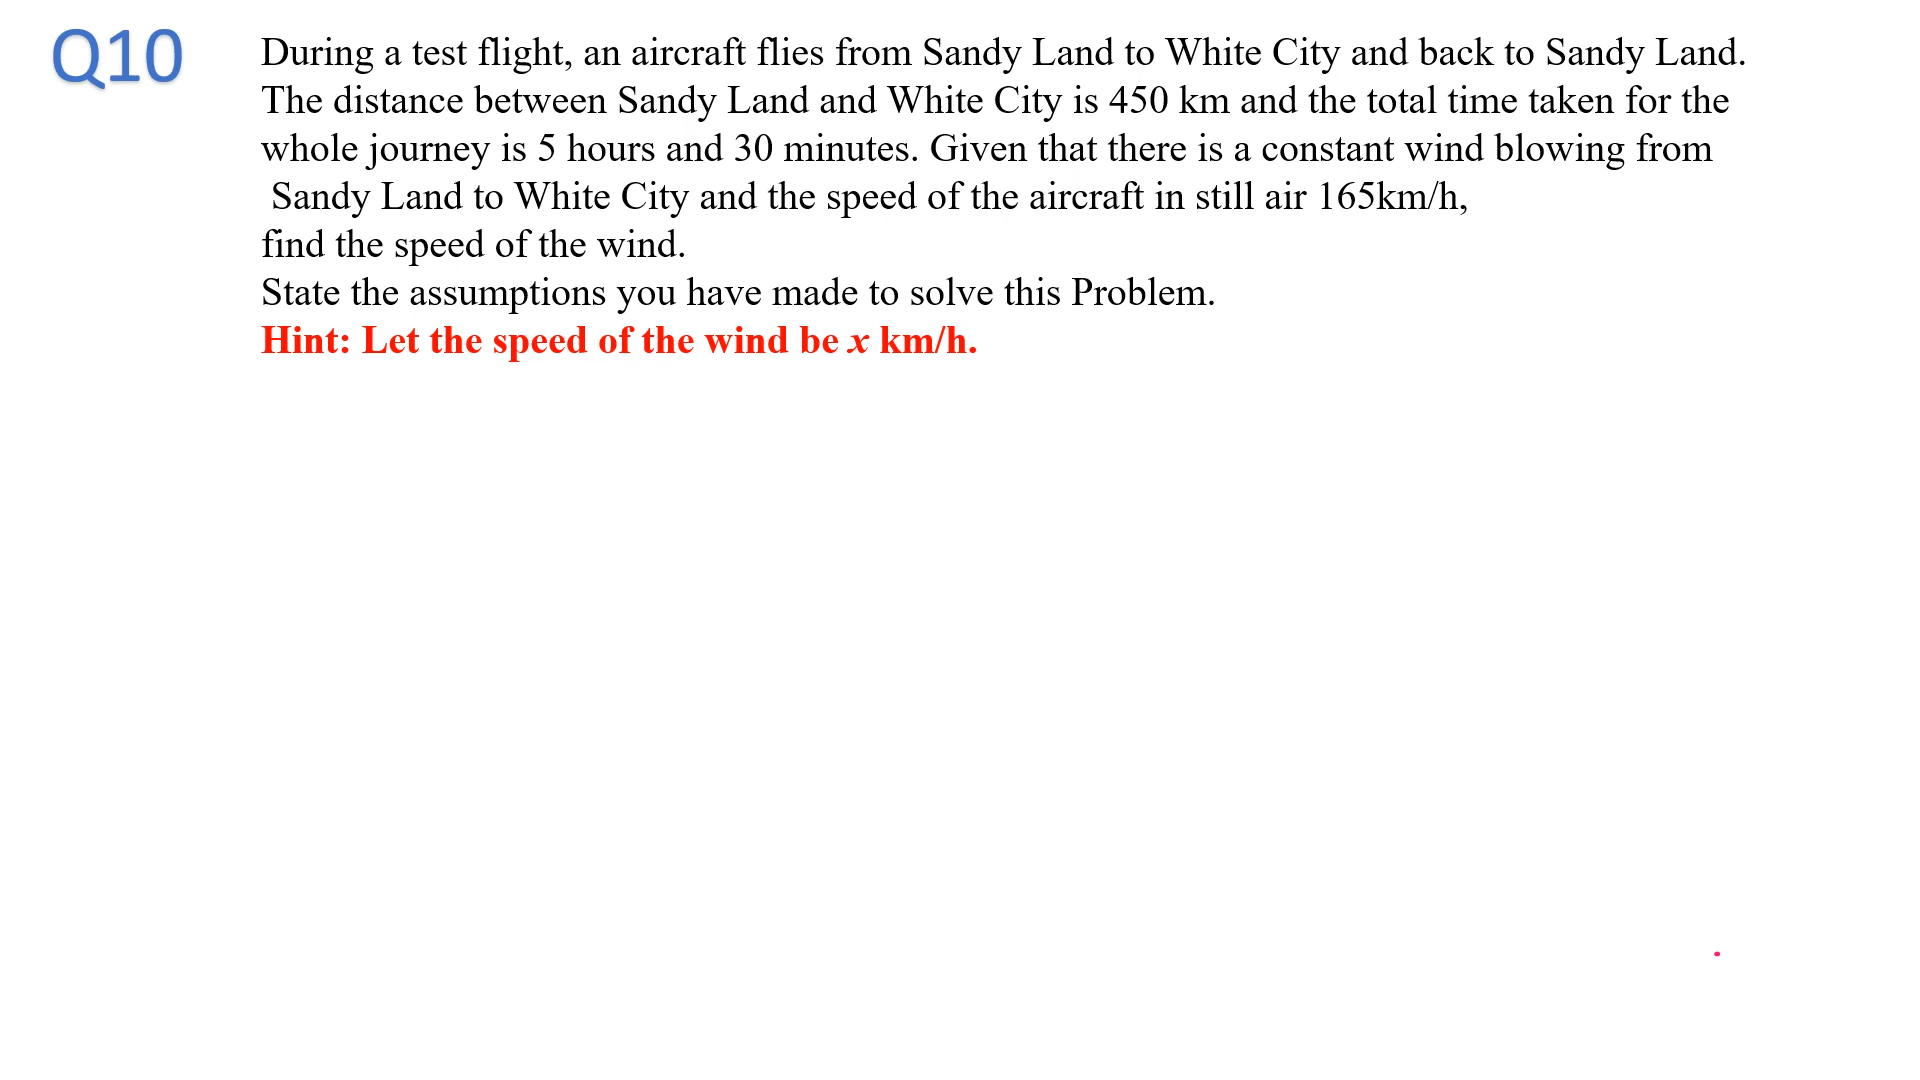 Q10
During a test flight, an aircraft flies from Sandy Land to White City and back to Sandy Land.
The distance between Sandy Land and White City is 450 km and the total time taken for the
whole journey is 5 hours and 30 minutes. Given that there is a constant wind blowing from
Sandy Land to White City and the speed of the aircraft in still air 165km/h,
find the speed of the wind.
State the assumptions you have made to solve this Problem.
Hint: Let the speed of the wind be x km/h.